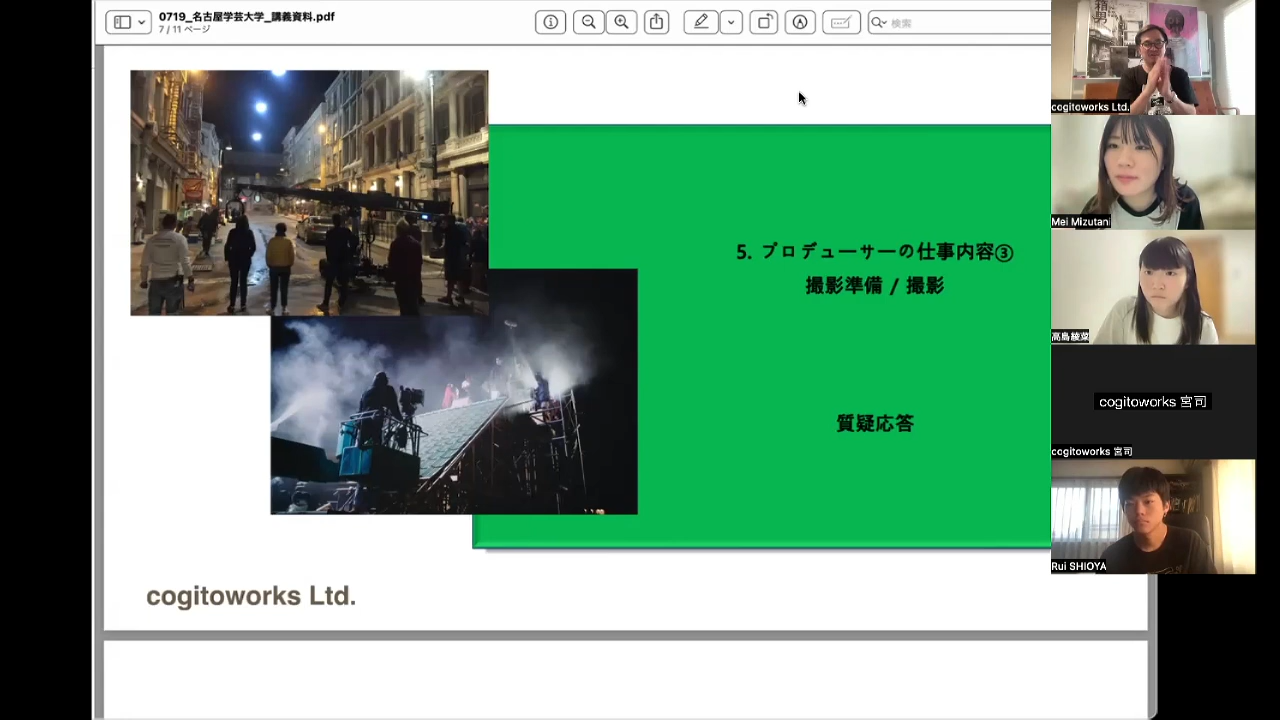 0719_名古屋学芸大学_講義資料.pdf
7 / 11 ページ
検索
5. プロデューサーの仕事内容③
撮影準備 / 撮影
質疑応答
cogitoworks Ltd.
箱男
cogitoworks Ltd.
Mei Mizutani
高島綾菜
cogitoworks 宮司
cogitoworks 宮司
Rui SHIOYA